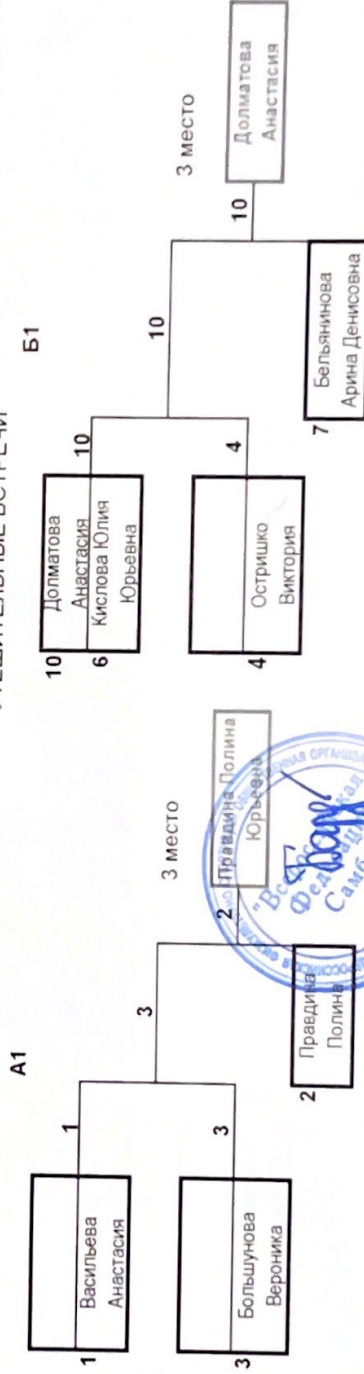 УТЕШИТЕЛЬНЫЕ ВСТРЕЧИ
А1
1
Васильева
Анастасия
1
3
Большунова
Вероника
3
3
2
Правдина
Полина
2
3 место
Правдина Полина
Юрьевна
Б1
10
Долматова
Анастасия
6
Кислова Юлия
Юрьевна
10
4
Остришко
Виктория
4
10
7
Бельянинова
Арина Денисовна
10
3 место
Долматова
Анастасия